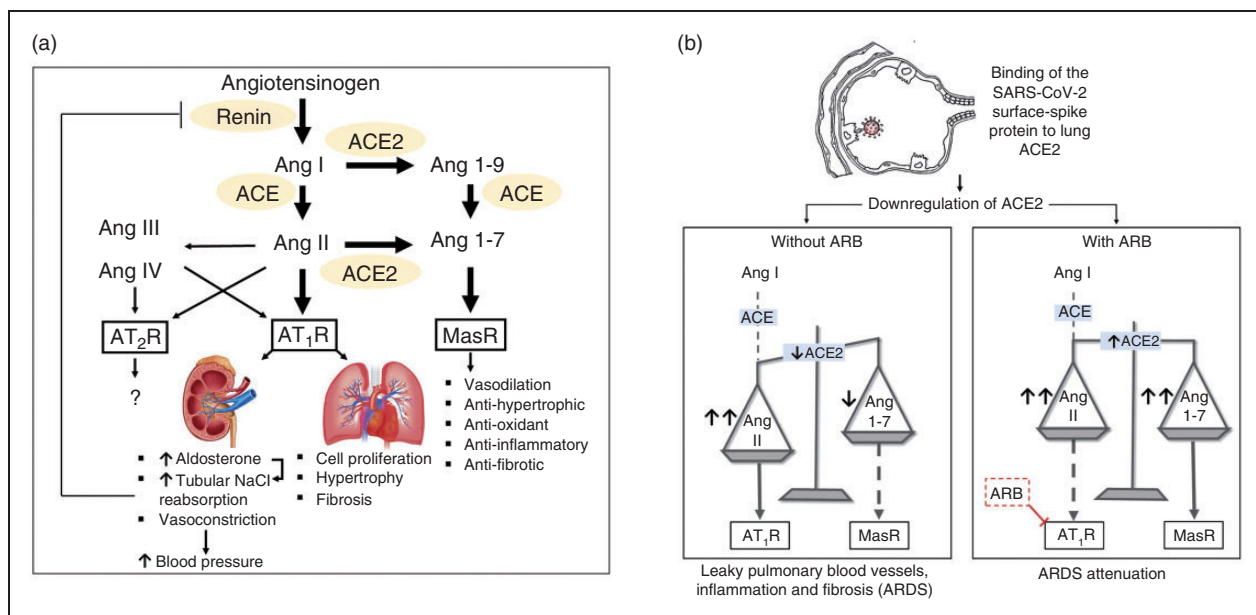 (a)
Angiotensinogen
Renin
ACE2
Ang I
Ang 1-9
ACE
ACE
Ang III
Ang II
Ang 1-7
Ang IV
ACE2
AT₂R
AT₁R
MasR
?
▪ Vasodilation
▪ Anti-hypertrophic
▪ Anti-oxidant
▪ Anti-inflammatory
▪ Anti-fibrotic
▪ ↑ Aldosterone
▪ ↑ Tubular NaCl
reabsorption
▪ Vasoconstriction
↑ Blood pressure
▪ Cell proliferation
▪ Hypertrophy
▪ Fibrosis
(b)
Binding of the
SARS-CoV-2
surface-spike
protein to lung
ACE2
Downregulation of ACE2
Without ARB
Ang I
ACE
↓ACE2
↑↑ Ang
II
↓ Ang
1-7
AT₁R
MasR
Leaky pulmonary blood vessels,
inflammation and fibrosis (ARDS)
With ARB
Ang I
ACE
↑ACE2
↑↑ Ang
II
↑↑ Ang
1-7
ARB
AT₁R
MasR
ARDS attenuation